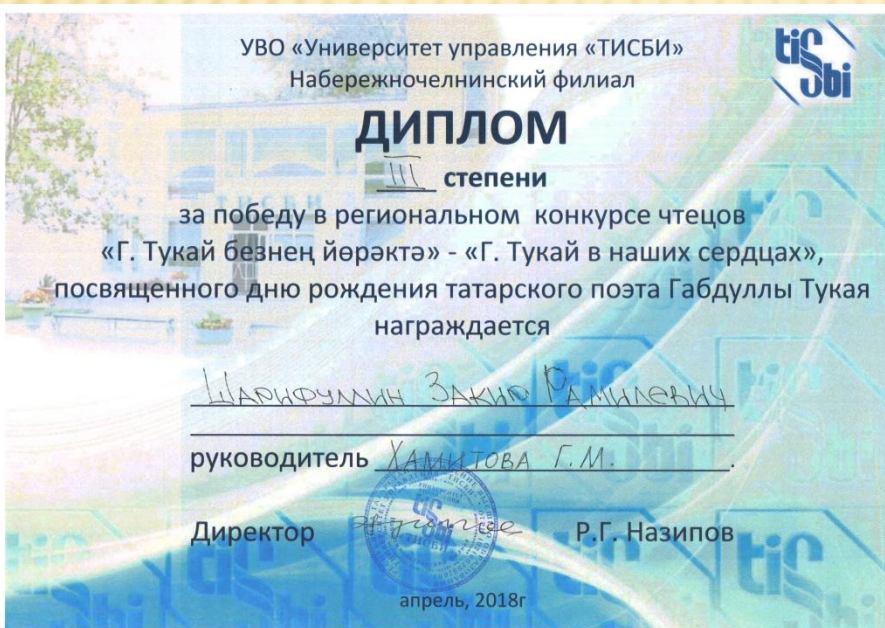 УВО «Университет управления «ТИСБИ»
Набережночелнинский филиал
tisbi
ДИПЛОМ
III степени
за победу в региональном конкурсе чтецов
«Г. Тукай безнең йөрәктә» - «Г. Тукай в наших сердцах»,
посвященного дню рождения татарского поэта Габдуллы Тукая
награждается
Шарифуллин Рамилевич
руководитель Хамитова Г.М.
Директор Р.Г. Назипов
апрель, 2018г